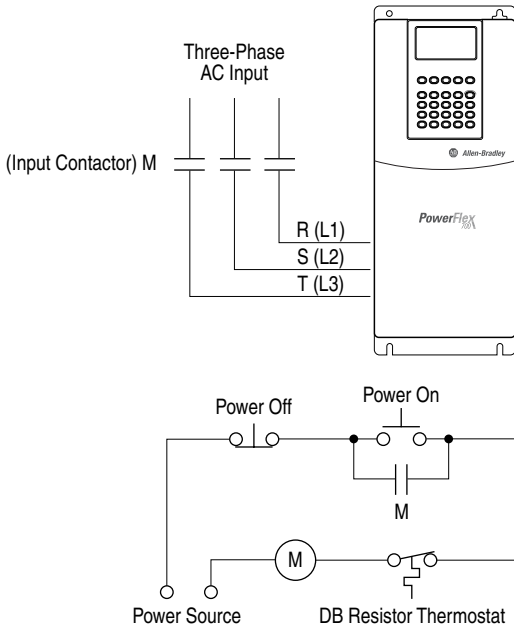 Three-Phase
AC Input
(Input Contactor) M
R (L1)
S (L2)
T (L3)
Allen-Bradley
PowerFlex
700
Power Off
Power On
M
M
Power Source
DB Resistor Thermostat